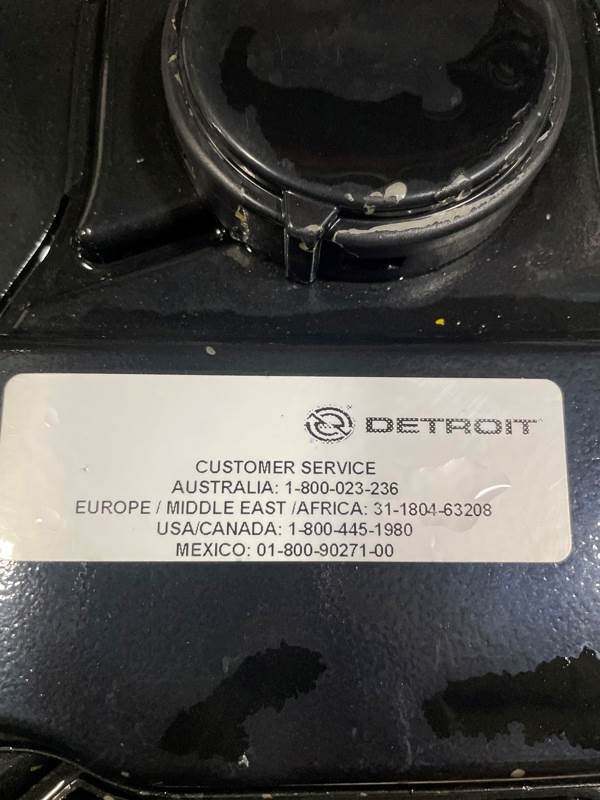 DETROIT
CUSTOMER SERVICE
AUSTRALIA: 1-800-023-236
EUROPE / MIDDLE EAST /AFRICA: 31-1804-63208
USA/CANADA: 1-800-445-1980
MEXICO: 01-800-90271-00